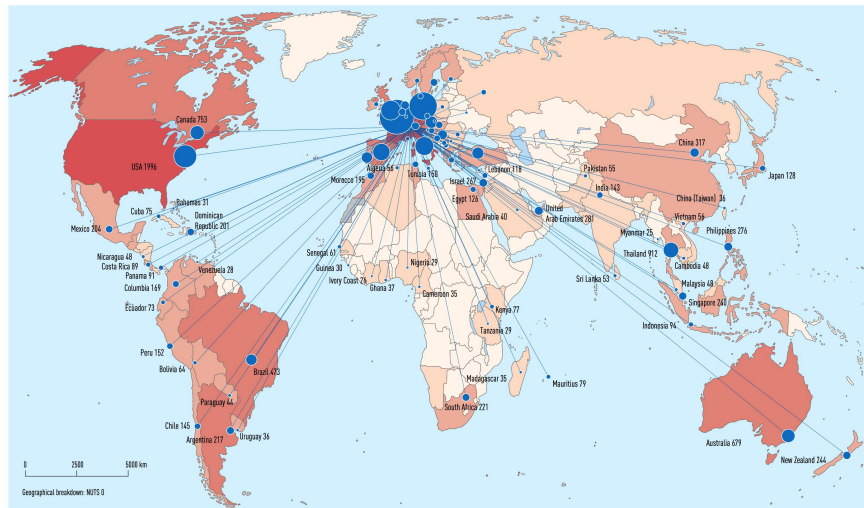 Canada 753
USA 1996
Bahamas 31
Cuba 75
Dominican
Republic 201
Mexico 204
Nicaragua 48
Costa Rica 89
Panama 91
Venezuela 28
Columbia 169
Ecuador 73
Peru 152
Bolivia 64
Brazil 473
Paraguay 44
Chile 145
Argentina 217
Uruguay 36
Algeria 56
Morocco 195
Tunisia 160
Israel 267
Lebanon 118
Egypt 126
Saudi Arabia 40
United
Arab Emirates 281
Senegal 61
Guinea 30
Ivory Coast 26
Ghana 37
Nigeria 29
Cameroon 35
Kenya 77
Tanzania 29
Madagascar 35
Mauritius 79
South Africa 221
Pakistan 55
India 143
Sri Lanka 53
China 317
Japan 128
China (Taiwan) 36
Vietnam 56
Myanmar 25
Philippines 276
Thailand 912
Cambodia 48
Malaysia 48
Singapore 240
Indonesia 94
Australia 679
New Zealand 244
0 2500 5000 km
Geographical breakdown: NUTS 0